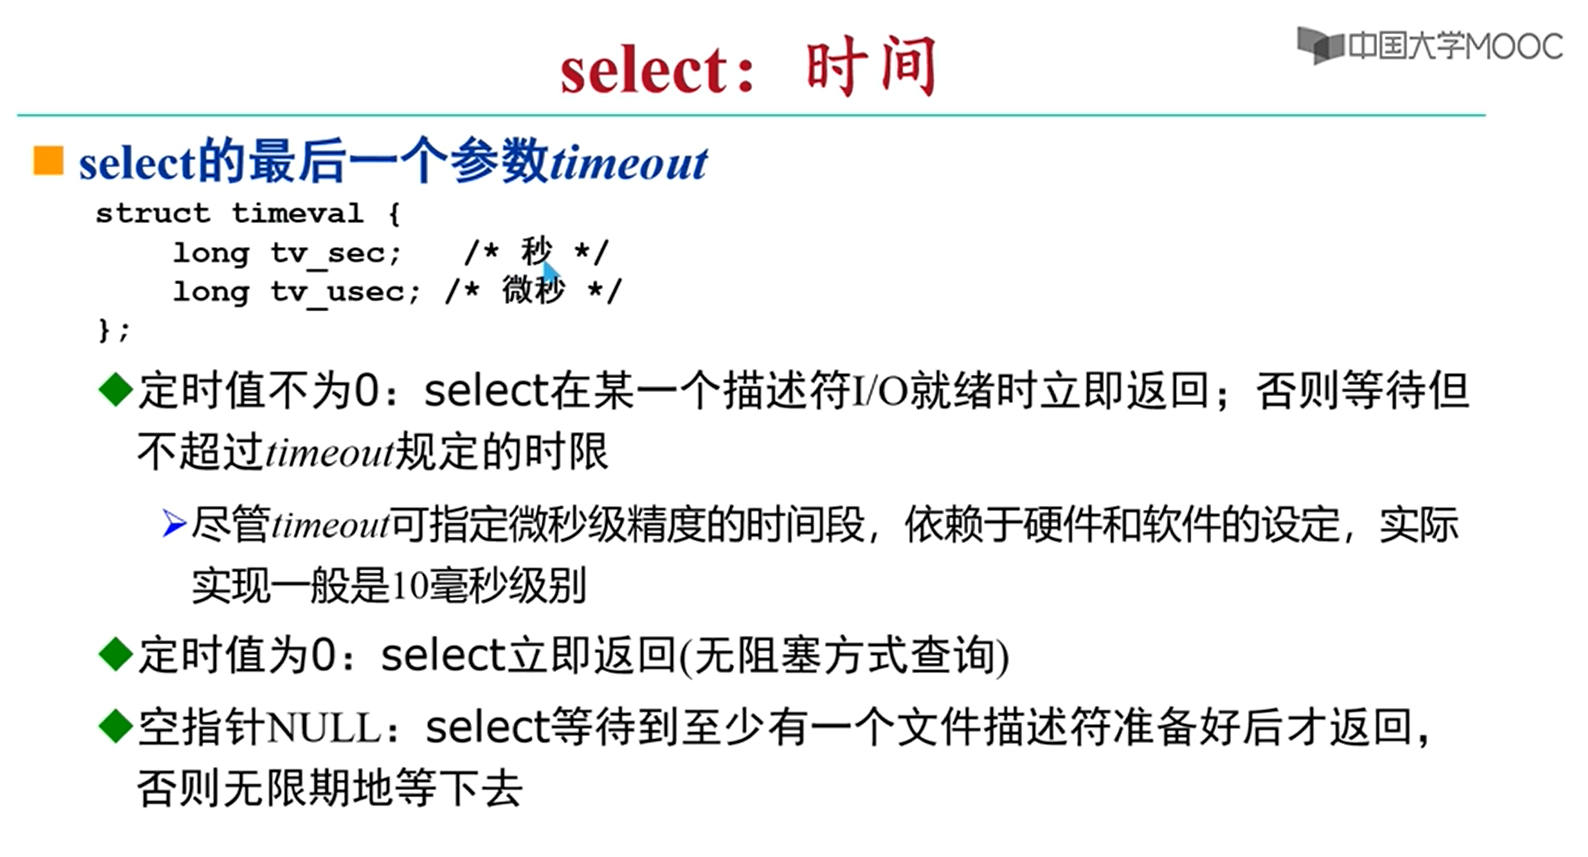 中国大学MOOC
select：时间
select的最后一个参数timeout
struct timeval {
    long tv_sec;   /* 秒 */
    long tv_usec; /* 微秒 */
};
定时值不为0：select在某一个描述符I/O就绪时立即返回；否则等待但
不超过timeout规定的时限
尽管timeout可指定微秒级精度的时间段，依赖于硬件和软件的设定，实际
实现一般是10毫秒级别
定时值为0：select立即返回(无阻塞方式查询)
空指针NULL：select等待到至少有一个文件描述符准备好后才返回，
否则无限期地等下去